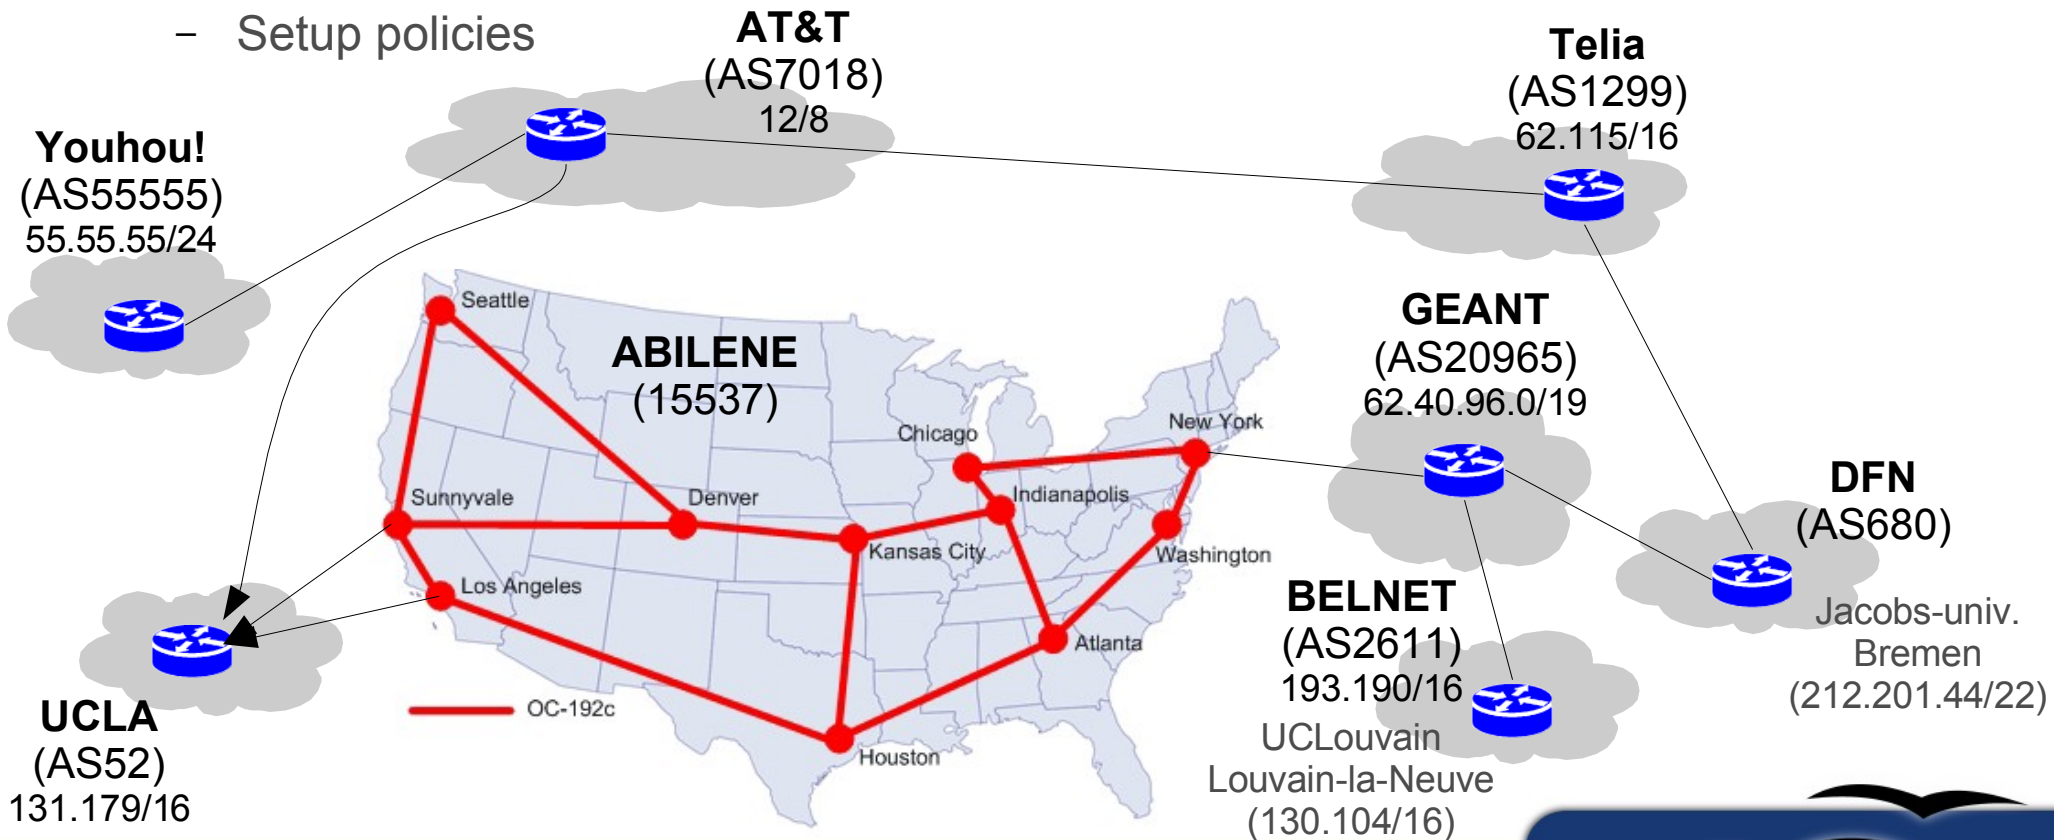 – Setup policies
AT&T
(AS7018)
12/8
Telia
(AS1299)
62.115/16
Youhou!
(AS55555)
55.55.55/24
Seattle
ABILENE
(15537)
GEANT
(AS20965)
62.40.96.0/19
Chicago
New York
Sunnyvale
Denver
Indianapolis
Kansas City
Washington
DFN
(AS680)
Jacobs-univ.
Bremen
(212.201.44/22)
Los Angeles
Atlanta
BELNET
(AS2611)
193.190/16
UCLouvain
Louvain-la-Neuve
(130.104/16)
OC-192c
Houston
UCLA
(AS52)
131.179/16